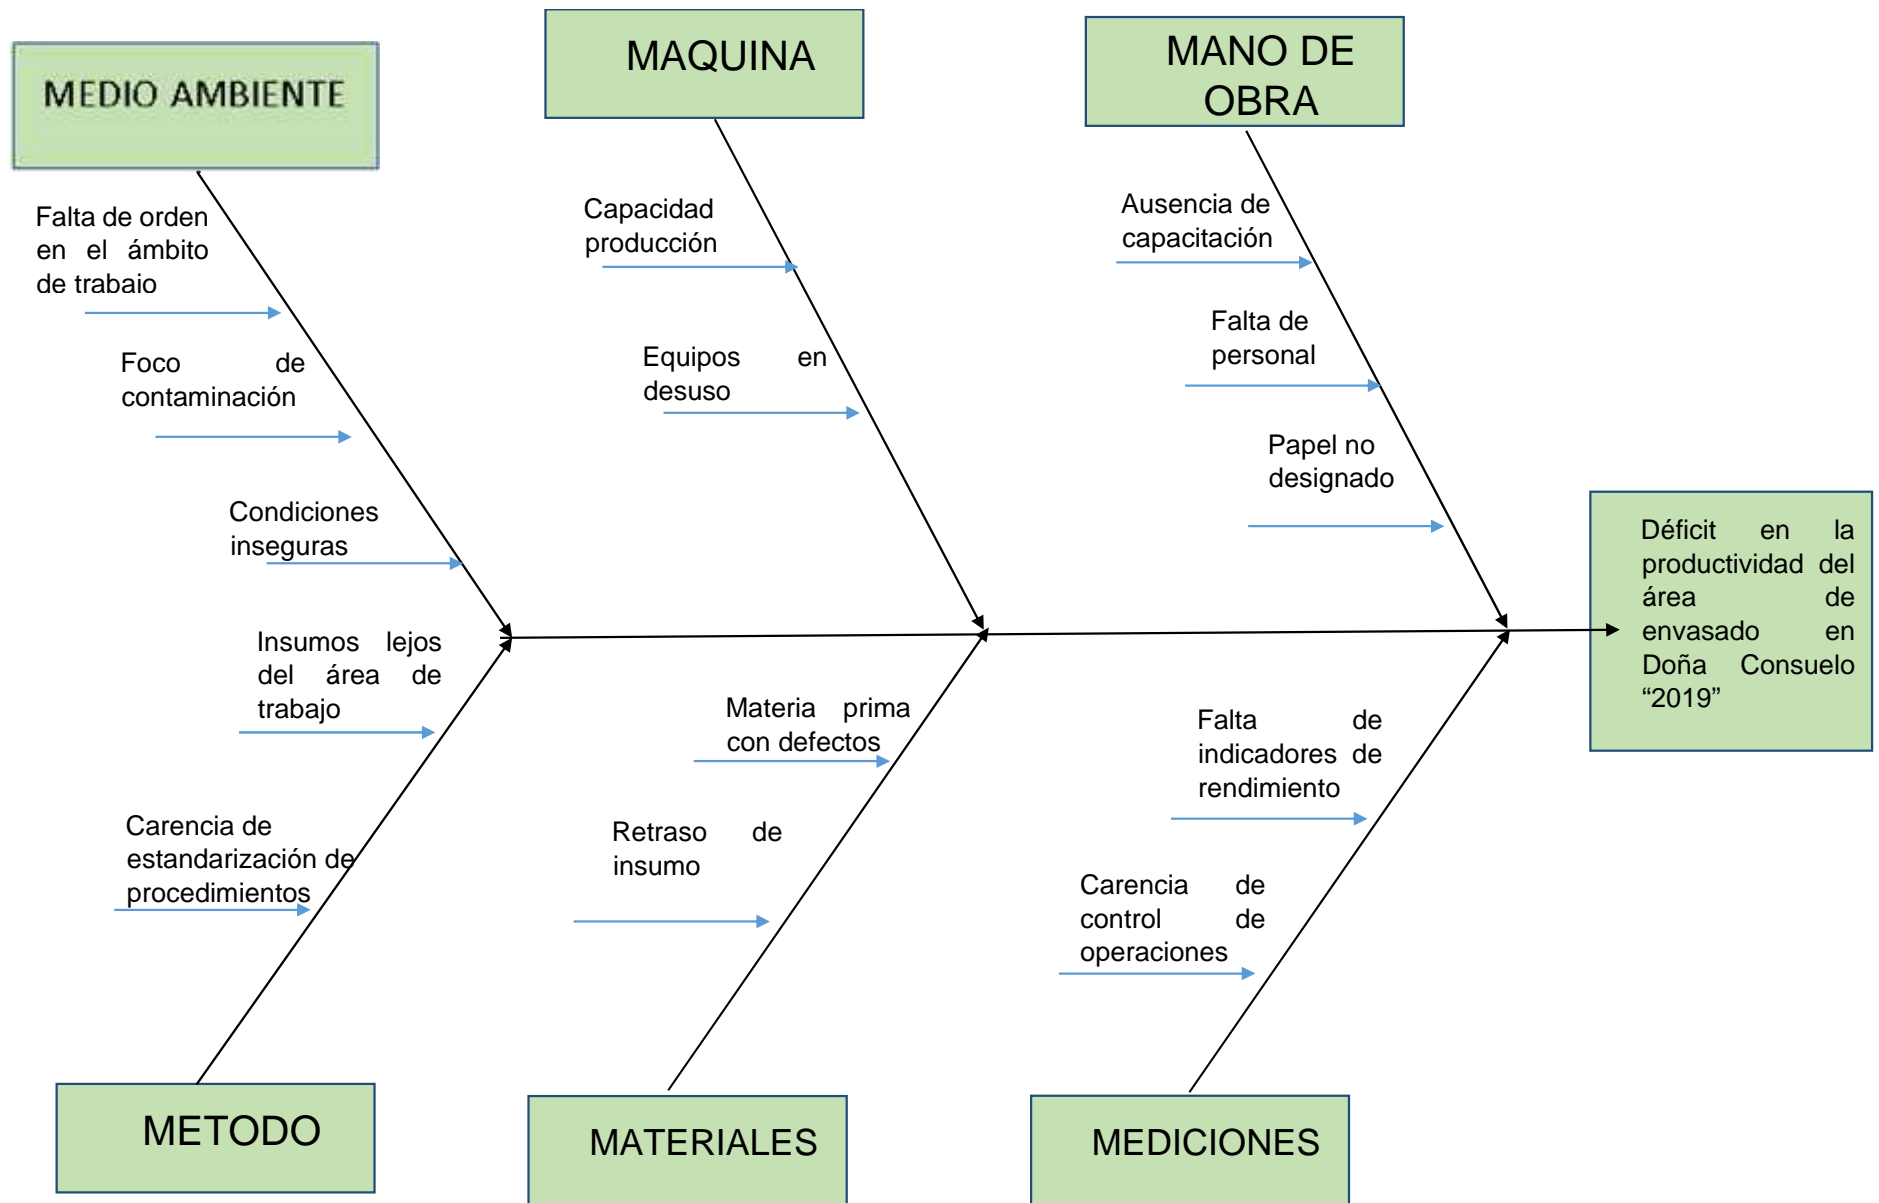 MEDIO AMBIENTE
MAQUINA
MANO DE
OBRA
Falta de orden
en el ámbito
de trabajo
Foco de
contaminación
Condiciones
inseguras
Capacidad
producción
Equipos en
desuso
Ausencia de
capacitación
Falta de
personal
Papel no
designado
Déficit en la
productividad del
área de
envasado en
Doña Consuelo
“2019”
Insumos lejos
del área de
trabajo
Carencia de
estandarización de
procedimientos
Materia prima
con defectos
Retraso de
insumo
Falta de
indicadores de
rendimiento
Carencia de
control de
operaciones
METODO
MATERIALES
MEDICIONES